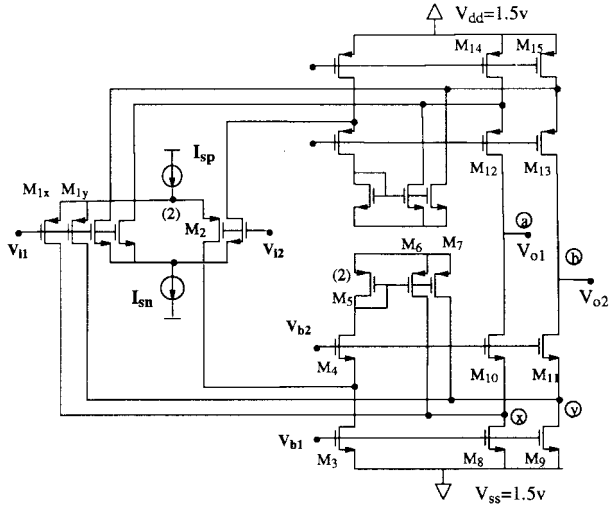 V_dd=1.5v
M_14 M_15
I_sp
M_12 M_13
M_1x M_1y
(2)
M_2
V_i1
V_i2
a
V_o1
M_6 M_7
b
(2)
M_5
V_o2
I_sn
V_b2
M_4
M_10 M_11
x
y
V_b1
M_3
M_8 M_9
V_ss=1.5v